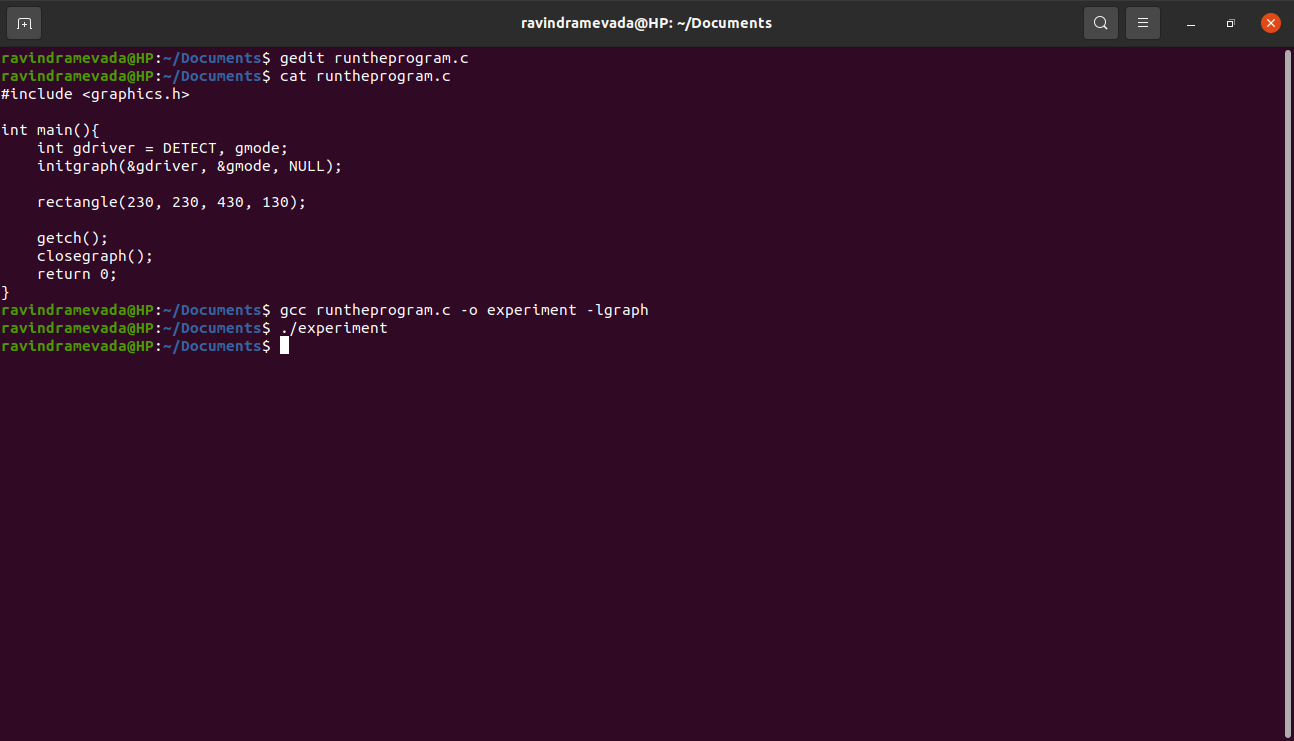 ravindramevada@HP: ~/Documents
ravindramevada@HP:~/Documents$ gedit runtheprogram.c
ravindramevada@HP:~/Documents$ cat runtheprogram.c
#include <graphics.h>

int main(){
    int gdriver = DETECT, gmode;
    initgraph(&gdriver, &gmode, NULL);

    rectangle(230, 230, 430, 130);

    getch();
    closegraph();
    return 0;
}
ravindramevada@HP:~/Documents$ gcc runtheprogram.c -o experiment -lgraph
ravindramevada@HP:~/Documents$ ./experiment
ravindramevada@HP:~/Documents$